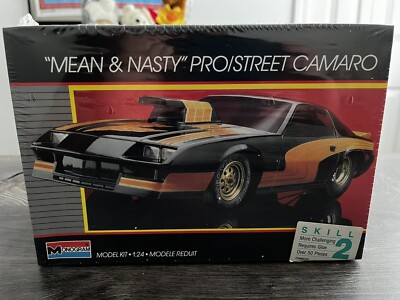 "MEAN & NASTY" PRO/STREET CAMARO
MONOGRAM
MODEL KIT • 1:24 • MODELE REDUIT
SKILL
2
More Challenging
Requires Glue
Over 50 Pieces